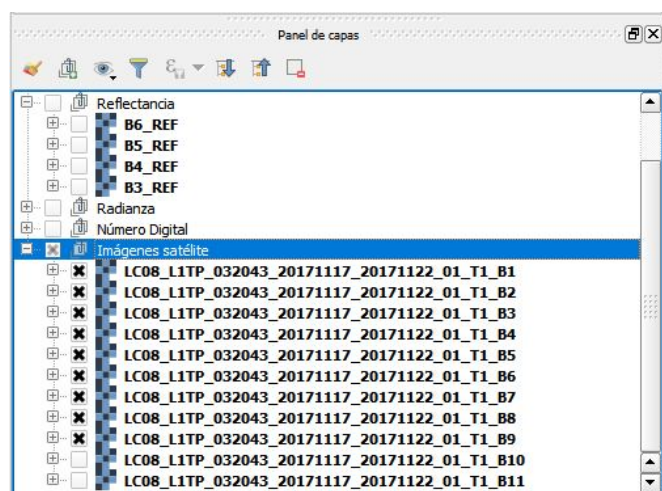 Panel de capas
Reflectancia
B6_REF
B5_REF
B4_REF
B3_REF
Radianza
Número Digital
Imágenes satélite
LC08_L1TP_032043_20171117_20171122_01_T1_B1
LC08_L1TP_032043_20171117_20171122_01_T1_B2
LC08_L1TP_032043_20171117_20171122_01_T1_B3
LC08_L1TP_032043_20171117_20171122_01_T1_B4
LC08_L1TP_032043_20171117_20171122_01_T1_B5
LC08_L1TP_032043_20171117_20171122_01_T1_B6
LC08_L1TP_032043_20171117_20171122_01_T1_B7
LC08_L1TP_032043_20171117_20171122_01_T1_B8
LC08_L1TP_032043_20171117_20171122_01_T1_B9
LC08_L1TP_032043_20171117_20171122_01_T1_B10
LC08_L1TP_032043_20171117_20171122_01_T1_B11